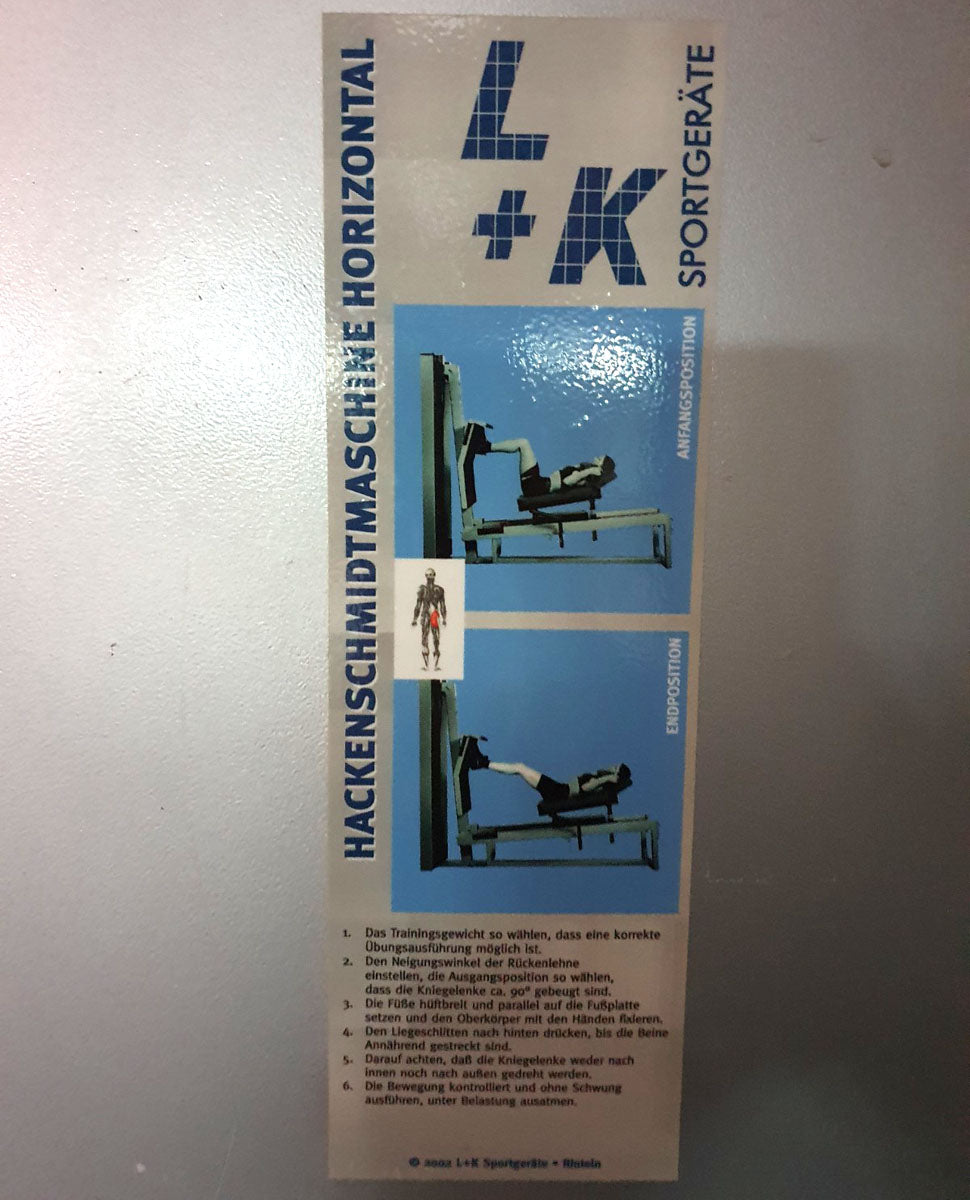 HACKENSCHMIDTMASCHINE HORIZONTAL
L
+K
SPORTGERÄTE
ANFANGSPOSITION
ENDPOSITION
1. Das Trainingsgewicht so wählen, dass eine korrekte
Übungsausführung möglich ist.
2. Den Neigungswinkel der Rückenlehne
einstellen, die Ausgangsposition so wählen,
dass die Kniegelenke ca. 90° gebeugt sind.
3. Die Füße hüftbreit und parallel auf die Fußplatte
setzen und den Oberkörper mit den Händen fixieren.
4. Den Liegeschlitten nach hinten drücken, bis die Beine
Annährend gestreckt sind.
5. Darauf achten, daß die Kniegelenke weder nach
innen noch nach außen gedreht werden.
6. Die Bewegung kontrolliert und ohne Schwung
ausführen, unter Belastung ausatmen.
© 2002 L+K Sportgeräte • Rinteln